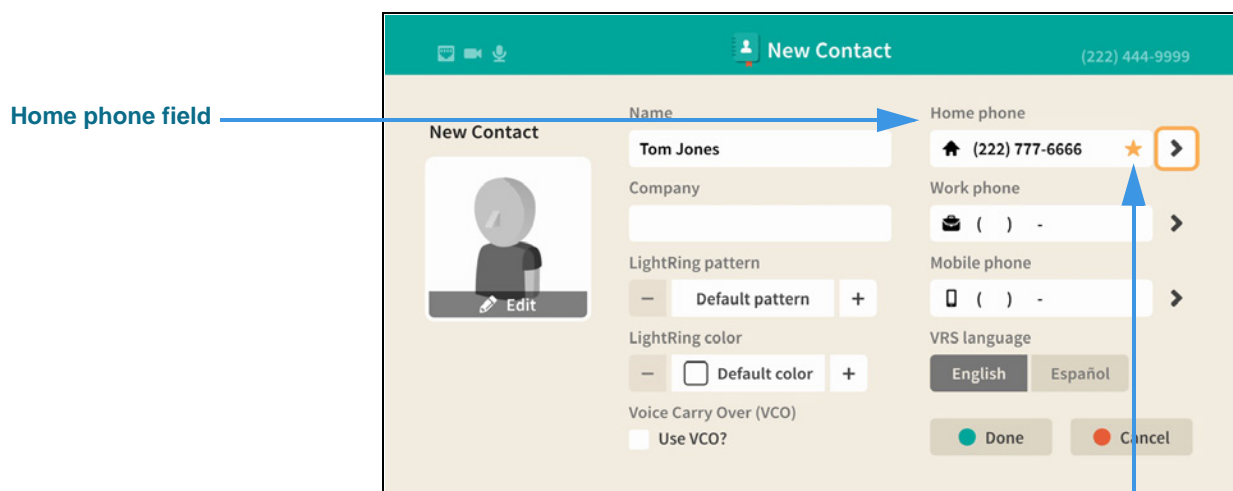 New Contact
(222) 444-9999
Home phone field
New Contact
Edit
Name
Tom Jones
Company
LightRing pattern
− Default pattern +
LightRing color
− Default color +
Voice Carry Over (VCO)
Use VCO?
Home phone
(222) 777-6666
Work phone
( ) -
Mobile phone
( ) -
VRS language
English Español
Done Cancel